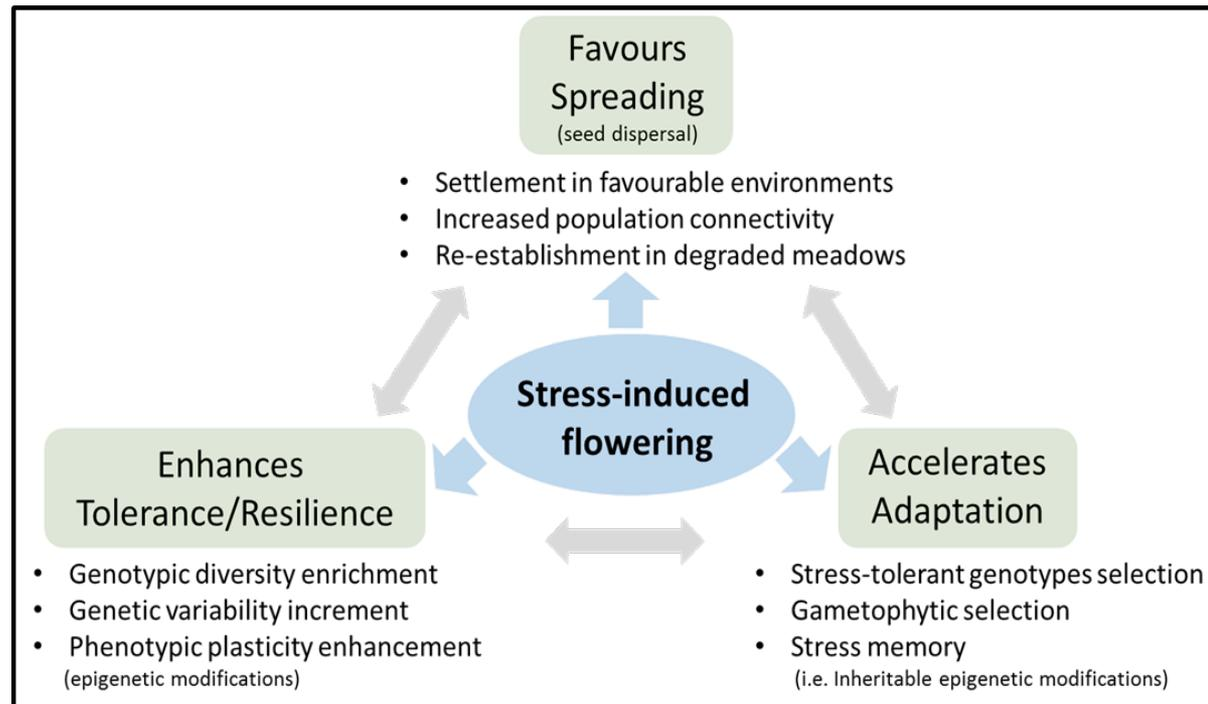 Favours
Spreading
(seed dispersal)
• Settlement in favourable environments
• Increased population connectivity
• Re-establishment in degraded meadows
Stress-induced
flowering
Enhances
Tolerance/Resilience
• Genotypic diversity enrichment
• Genetic variability increment
• Phenotypic plasticity enhancement
(epigenetic modifications)
Accelerates
Adaptation
• Stress-tolerant genotypes selection
• Gametophytic selection
• Stress memory
(i.e. Inheritable epigenetic modifications)